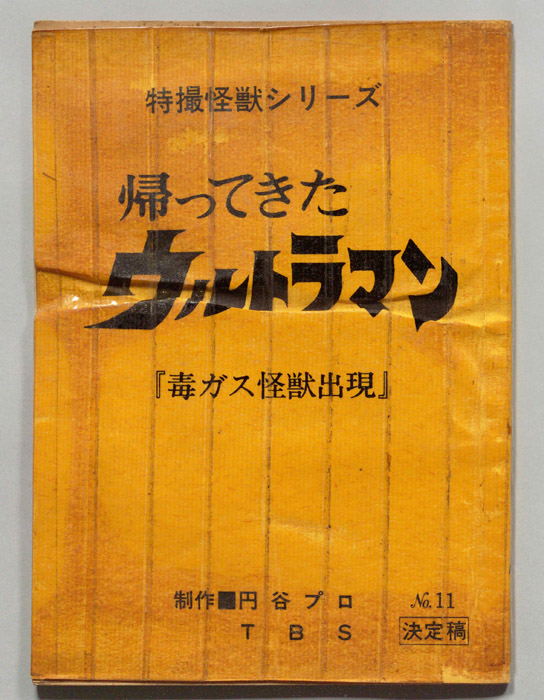 特撮怪獣シリーズ
帰ってきた
ウルトラマン
『毒ガス怪獣出現』
制作■円谷プロ No.11
TBS 決定稿